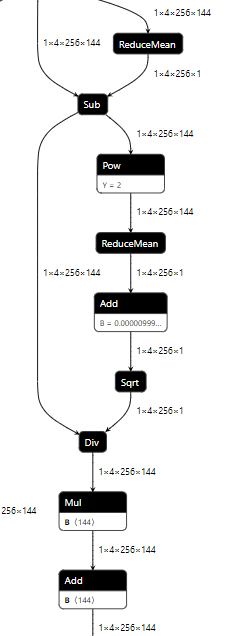 1×4×256×144
1×4×256×144
ReduceMean
1×4×256×1
Sub
1×4×256×144
Pow
Y = 2
1×4×256×144
ReduceMean
1×4×256×144
1×4×256×1
Add
B = 0.00000999...
1×4×256×1
Sqrt
1×4×256×1
Div
1×4×256×144
Mul
B ⟨144⟩
256×144
1×4×256×144
Add
B ⟨144⟩
1×4×256×144